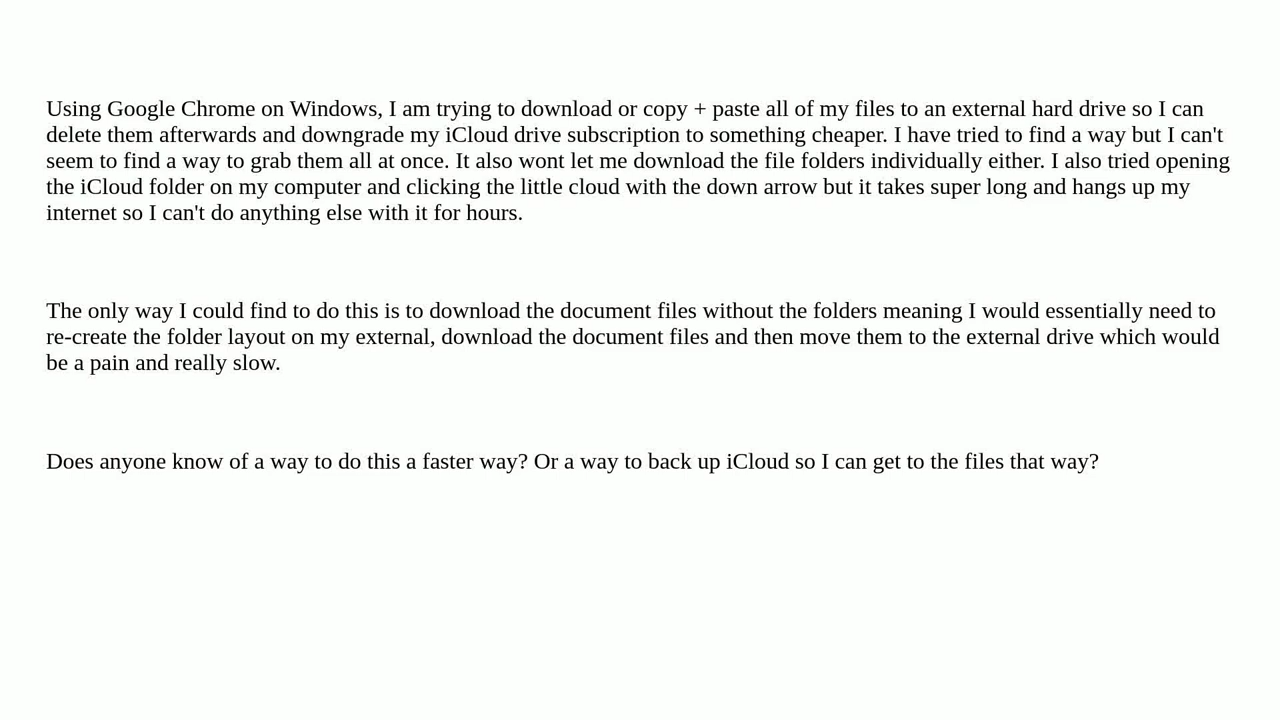 Using Google Chrome on Windows, I am trying to download or copy + paste all of my files to an external hard drive so I can
delete them afterwards and downgrade my iCloud drive subscription to something cheaper. I have tried to find a way but I can't
seem to find a way to grab them all at once. It also wont let me download the file folders individually either. I also tried opening
the iCloud folder on my computer and clicking the little cloud with the down arrow but it takes super long and hangs up my
internet so I can't do anything else with it for hours.
The only way I could find to do this is to download the document files without the folders meaning I would essentially need to
re-create the folder layout on my external, download the document files and then move them to the external drive which would
be a pain and really slow.
Does anyone know of a way to do this a faster way? Or a way to back up iCloud so I can get to the files that way?